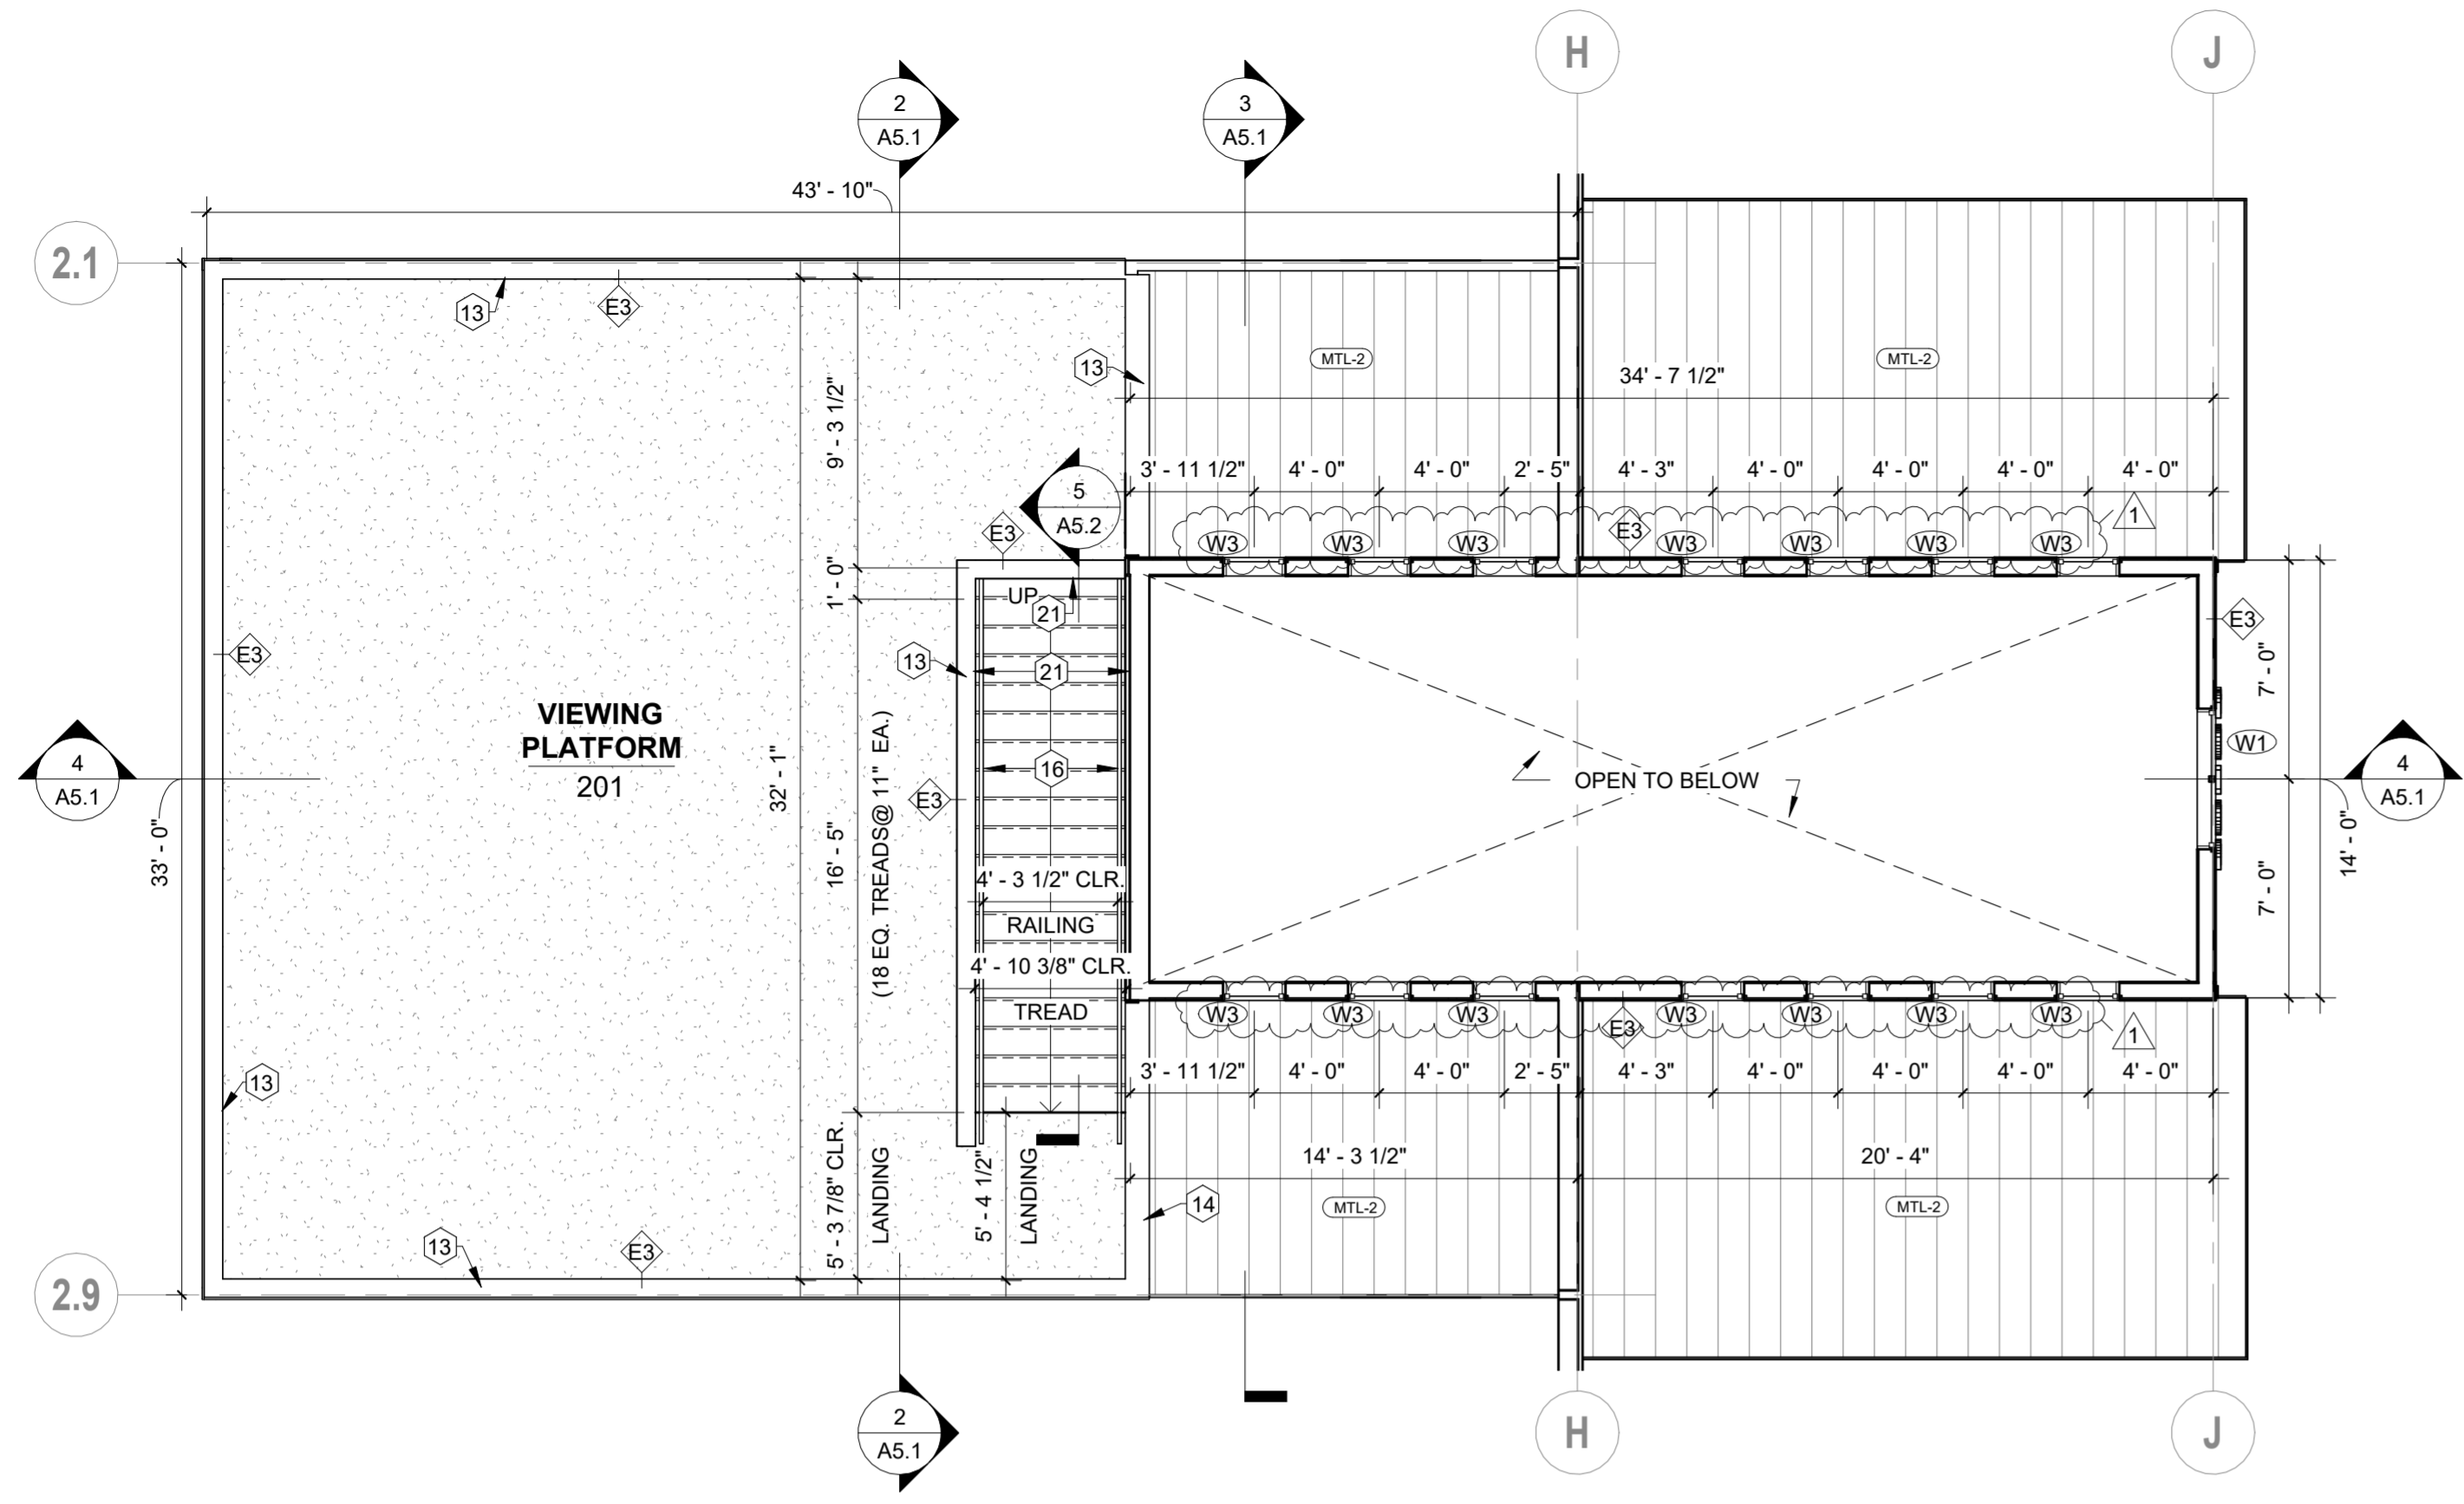 H
J
2
A5.1
3
A5.1
43' - 10"
2.1
13
E3
13
MTL-2
MTL-2
34' - 7 1/2"
9' - 3 1/2"
3' - 11 1/2"
4' - 0"
4' - 0"
2' - 5"
4' - 3"
4' - 0"
4' - 0"
4' - 0"
4' - 0"
5
A5.2
1
E3
E3
W3
W3
W3
W3
W3
W3
W3
1' - 0"
UP
21
E3
E3
13
21
7' - 0"
VIEWING
PLATFORM
201
32' - 1"
16' - 5"
(18 EQ. TREADS@ 11" EA.)
E3
16
OPEN TO BELOW
W1
4
A5.1
4
A5.1
33' - 0"
14' - 0"
7' - 0"
4' - 3 1/2" CLR.
RAILING
4' - 10 3/8" CLR.
TREAD
W3
W3
W3
E3
W3
W3
W3
W3
1
3' - 11 1/2"
4' - 0"
4' - 0"
2' - 5"
4' - 3"
4' - 0"
4' - 0"
4' - 0"
4' - 0"
13
5' - 3 7/8" CLR.
LANDING
5' - 4 1/2"
LANDING
14' - 3 1/2"
20' - 4"
14
MTL-2
MTL-2
13
E3
2.9
2
A5.1
H
J